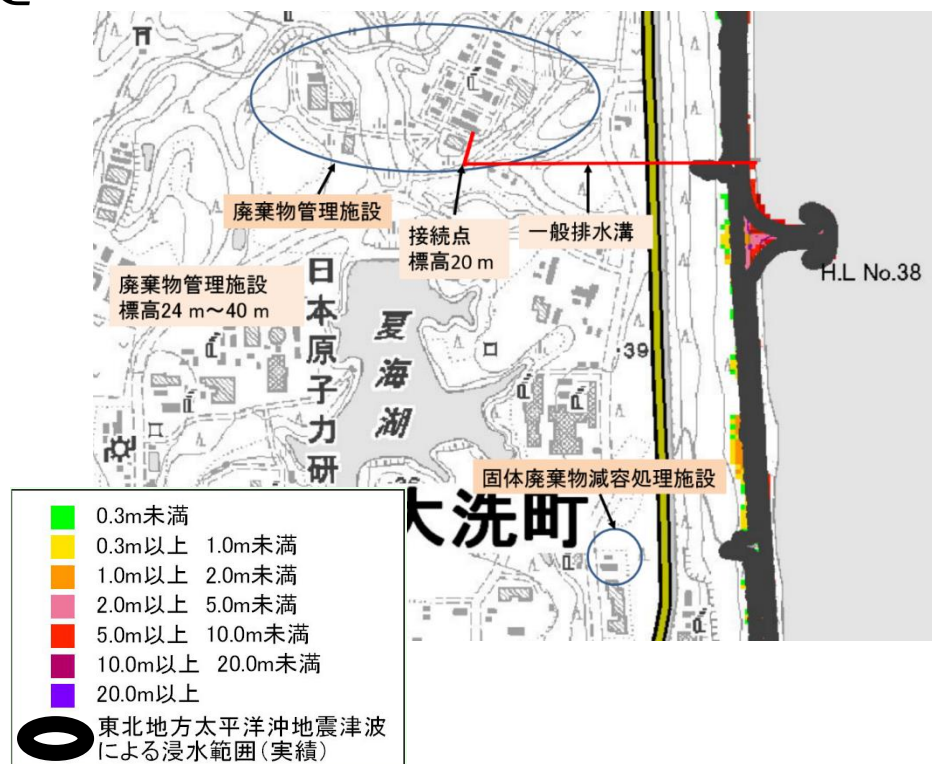 廃棄物管理施設
接続点
標高20 m
一般排水溝
H.L No.38
廃棄物管理施設
標高24 m～40 m
日本原子力研
夏海湖
・39
固体廃棄物減容処理施設
大洗町
0.3m未満
0.3m以上 1.0m未満
1.0m以上 2.0m未満
2.0m以上 5.0m未満
5.0m以上 10.0m未満
10.0m以上 20.0m未満
20.0m以上
東北地方太平洋沖地震津波
による浸水範囲(実績)